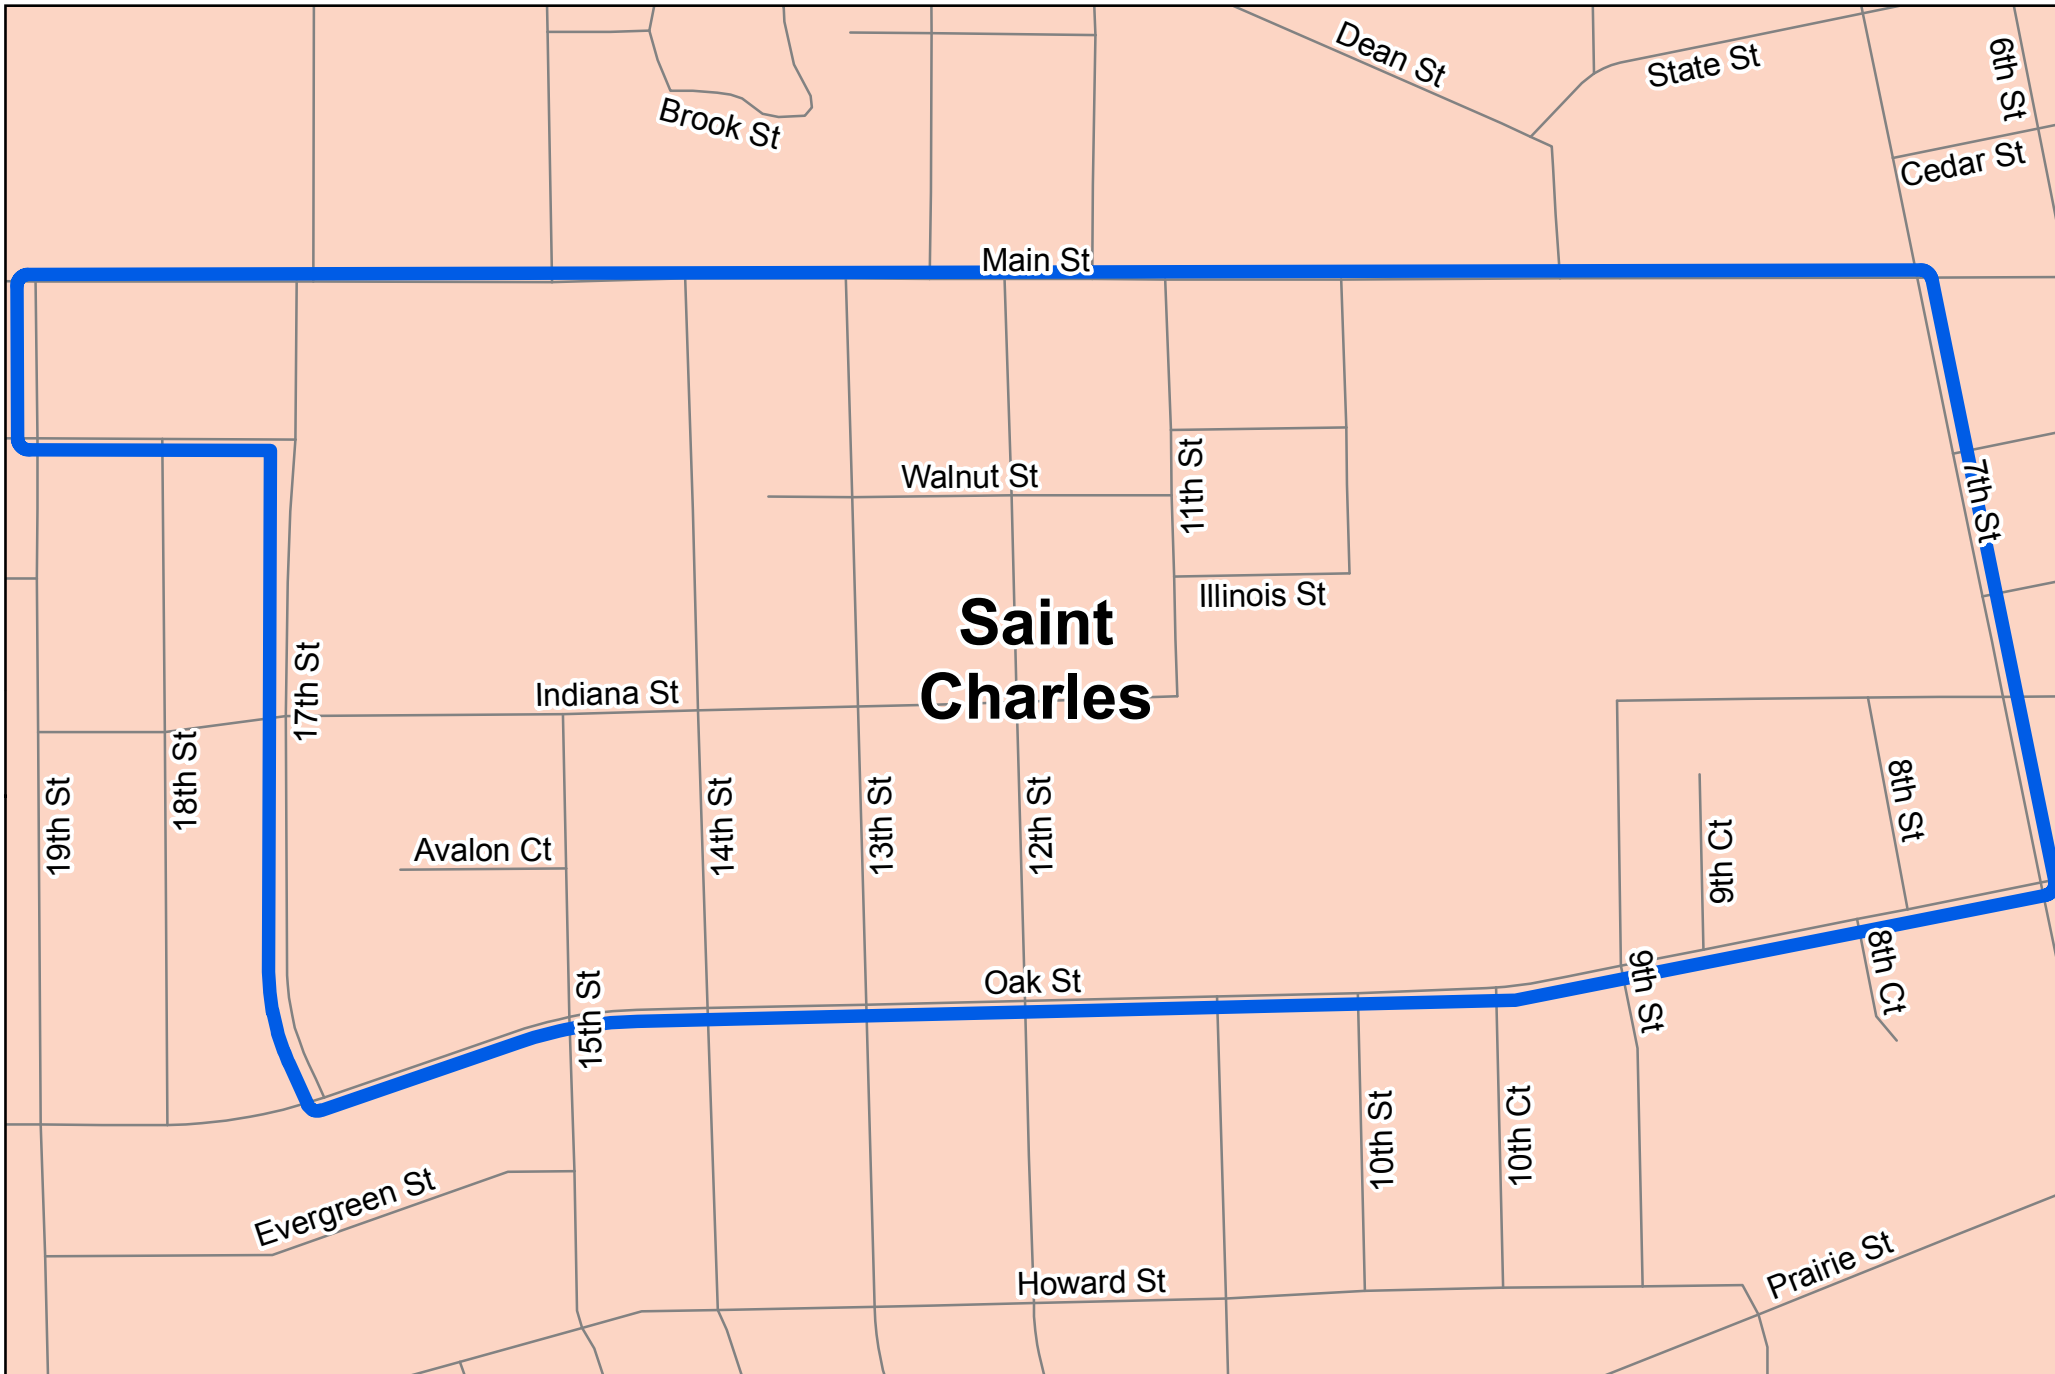 Dean St
State St
6th St
Brook St
Cedar St
Main St
Walnut St
11th St
7th St
Illinois St
Saint
Charles
17th St
Indiana St
18th St
19th St
14th St
13th St
12th St
8th St
9th Ct
Avalon Ct
Oak St
15th St
9th St
8th Ct
10th St
10th Ct
Evergreen St
Howard St
Prairie St